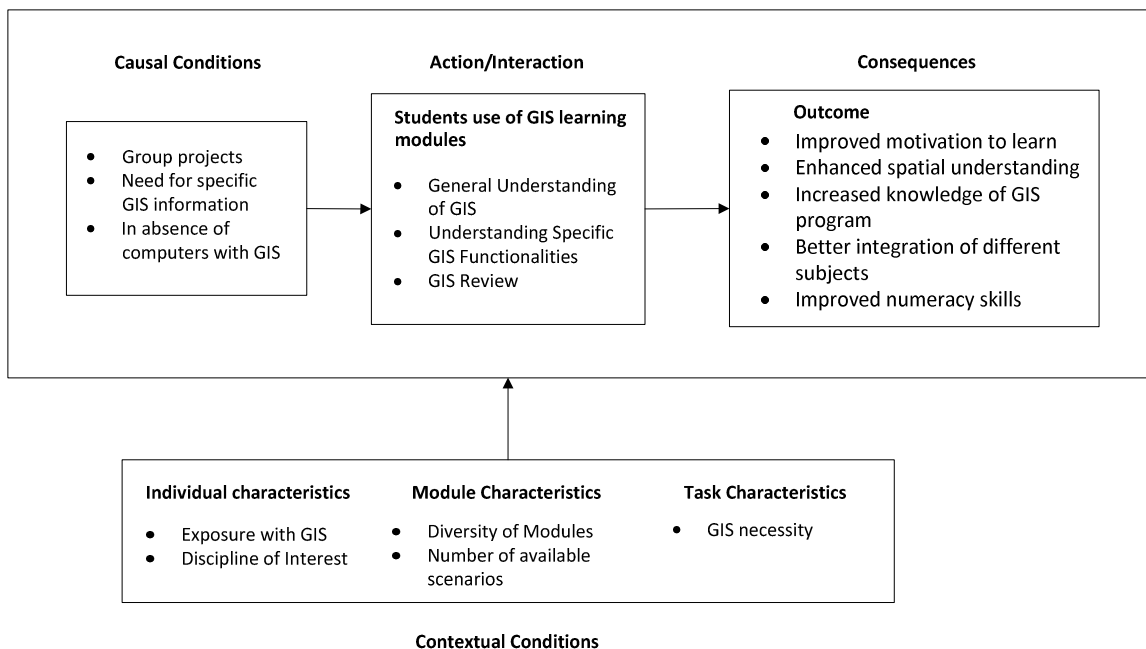 Causal Conditions
Group projects
Need for specific
GIS information
In absence of
computers with GIS
Action/Interaction
Students use of GIS learning
modules
General Understanding
of GIS
Understanding Specific
GIS Functionalities
GIS Review
Consequences
Outcome
Improved motivation to learn
Enhanced spatial understanding
Increased knowledge of GIS
program
Better integration of different
subjects
Improved numeracy skills
Individual characteristics
Exposure with GIS
Discipline of Interest
Module Characteristics
Diversity of Modules
Number of available
scenarios
Task Characteristics
GIS necessity
Contextual Conditions